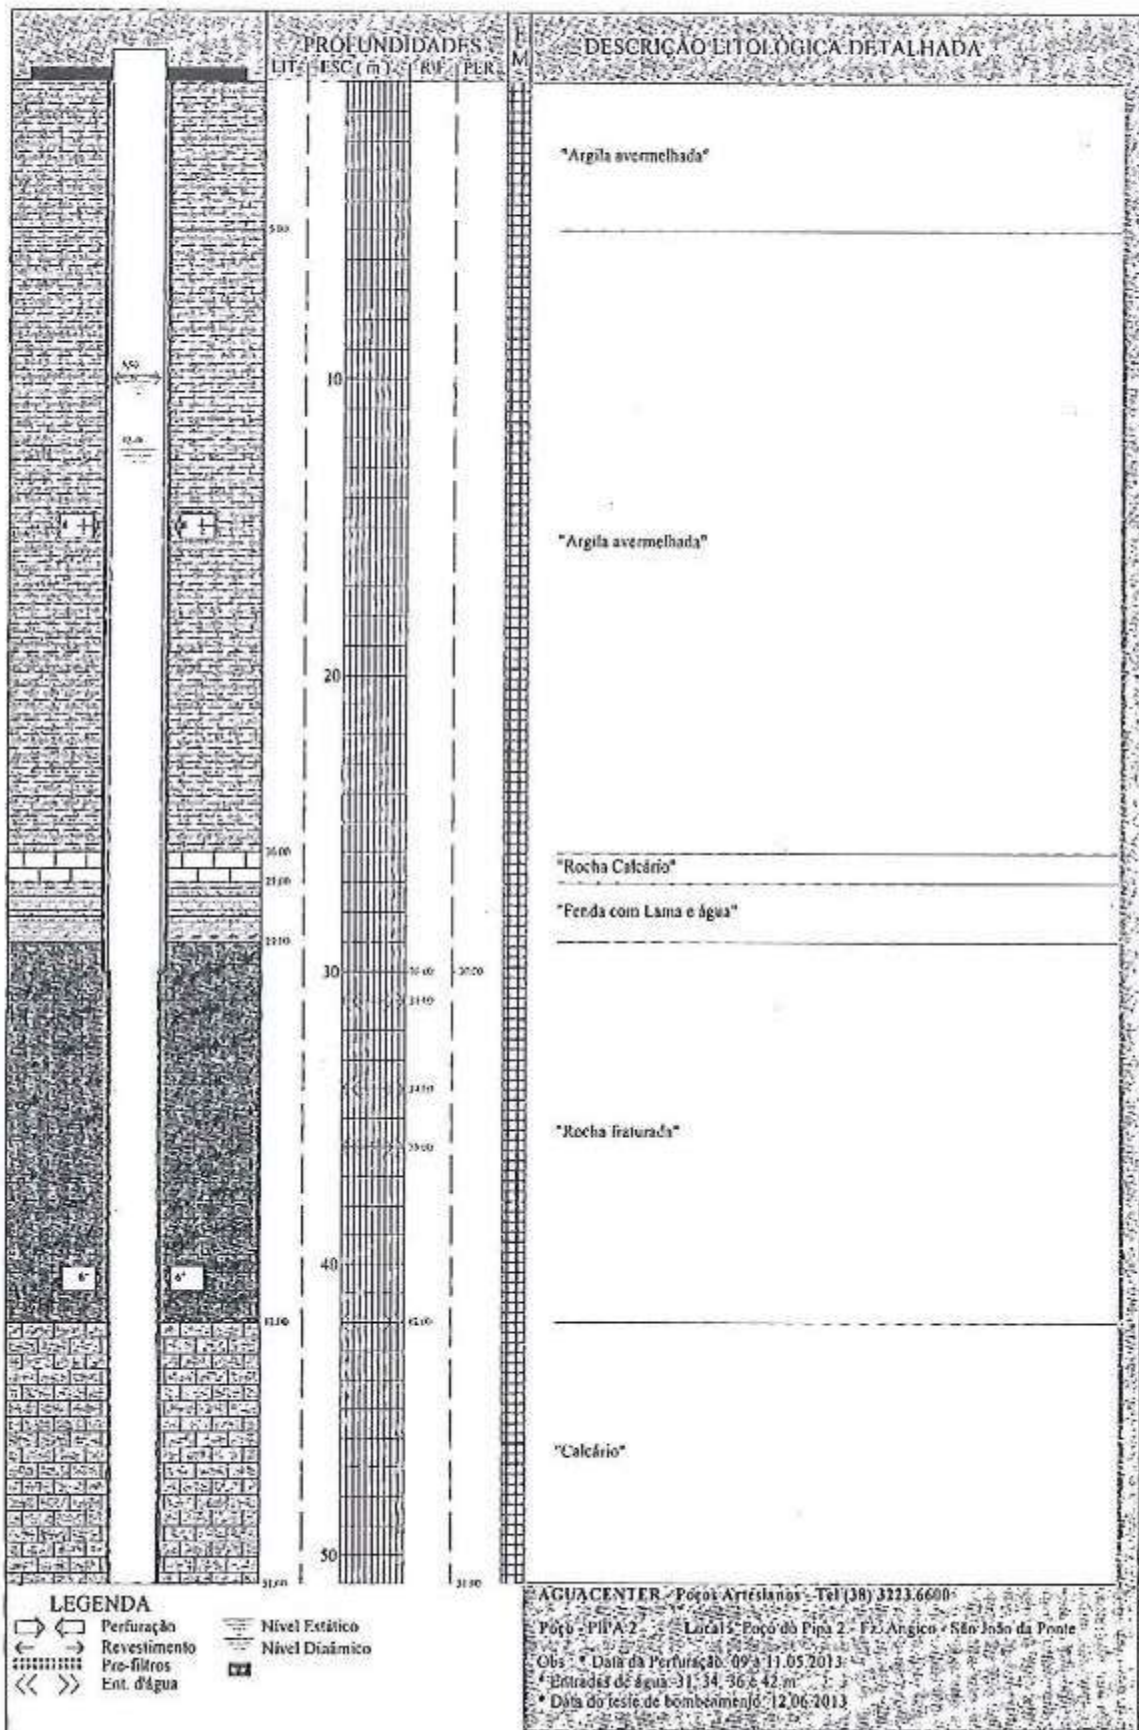 PROFUNDIDADES
LIT. ESC ( m ) R/F PER.
F
M
DESCRIÇÃO LITOLÓGICA DETALHADA
"Argila avermelhada"
5.00
10
"Argila avermelhada"
20
26.00
"Rocha Calcário"
"Fenda com Lama e água"
30
"Rocha fraturada"
40
6"
6"
"Calcário"
50
LEGENDA
Perfuração
Revestimento
Pre-filtros
Ent. d'água
Nível Estático
Nível Dinâmico
AGUACENTER - Poços Artesianos - Tel (38) 3223.6600
Poço - PIPA 2 - Local: Poço do Pipa 2 - Fz. Angico - São João da Ponte
Obs * Data da Perfuração: 09 a 11.05.2013
* Entradas de água: 31, 34, 36 e 42 m
* Data do teste de bombeamento: 12.06.2013